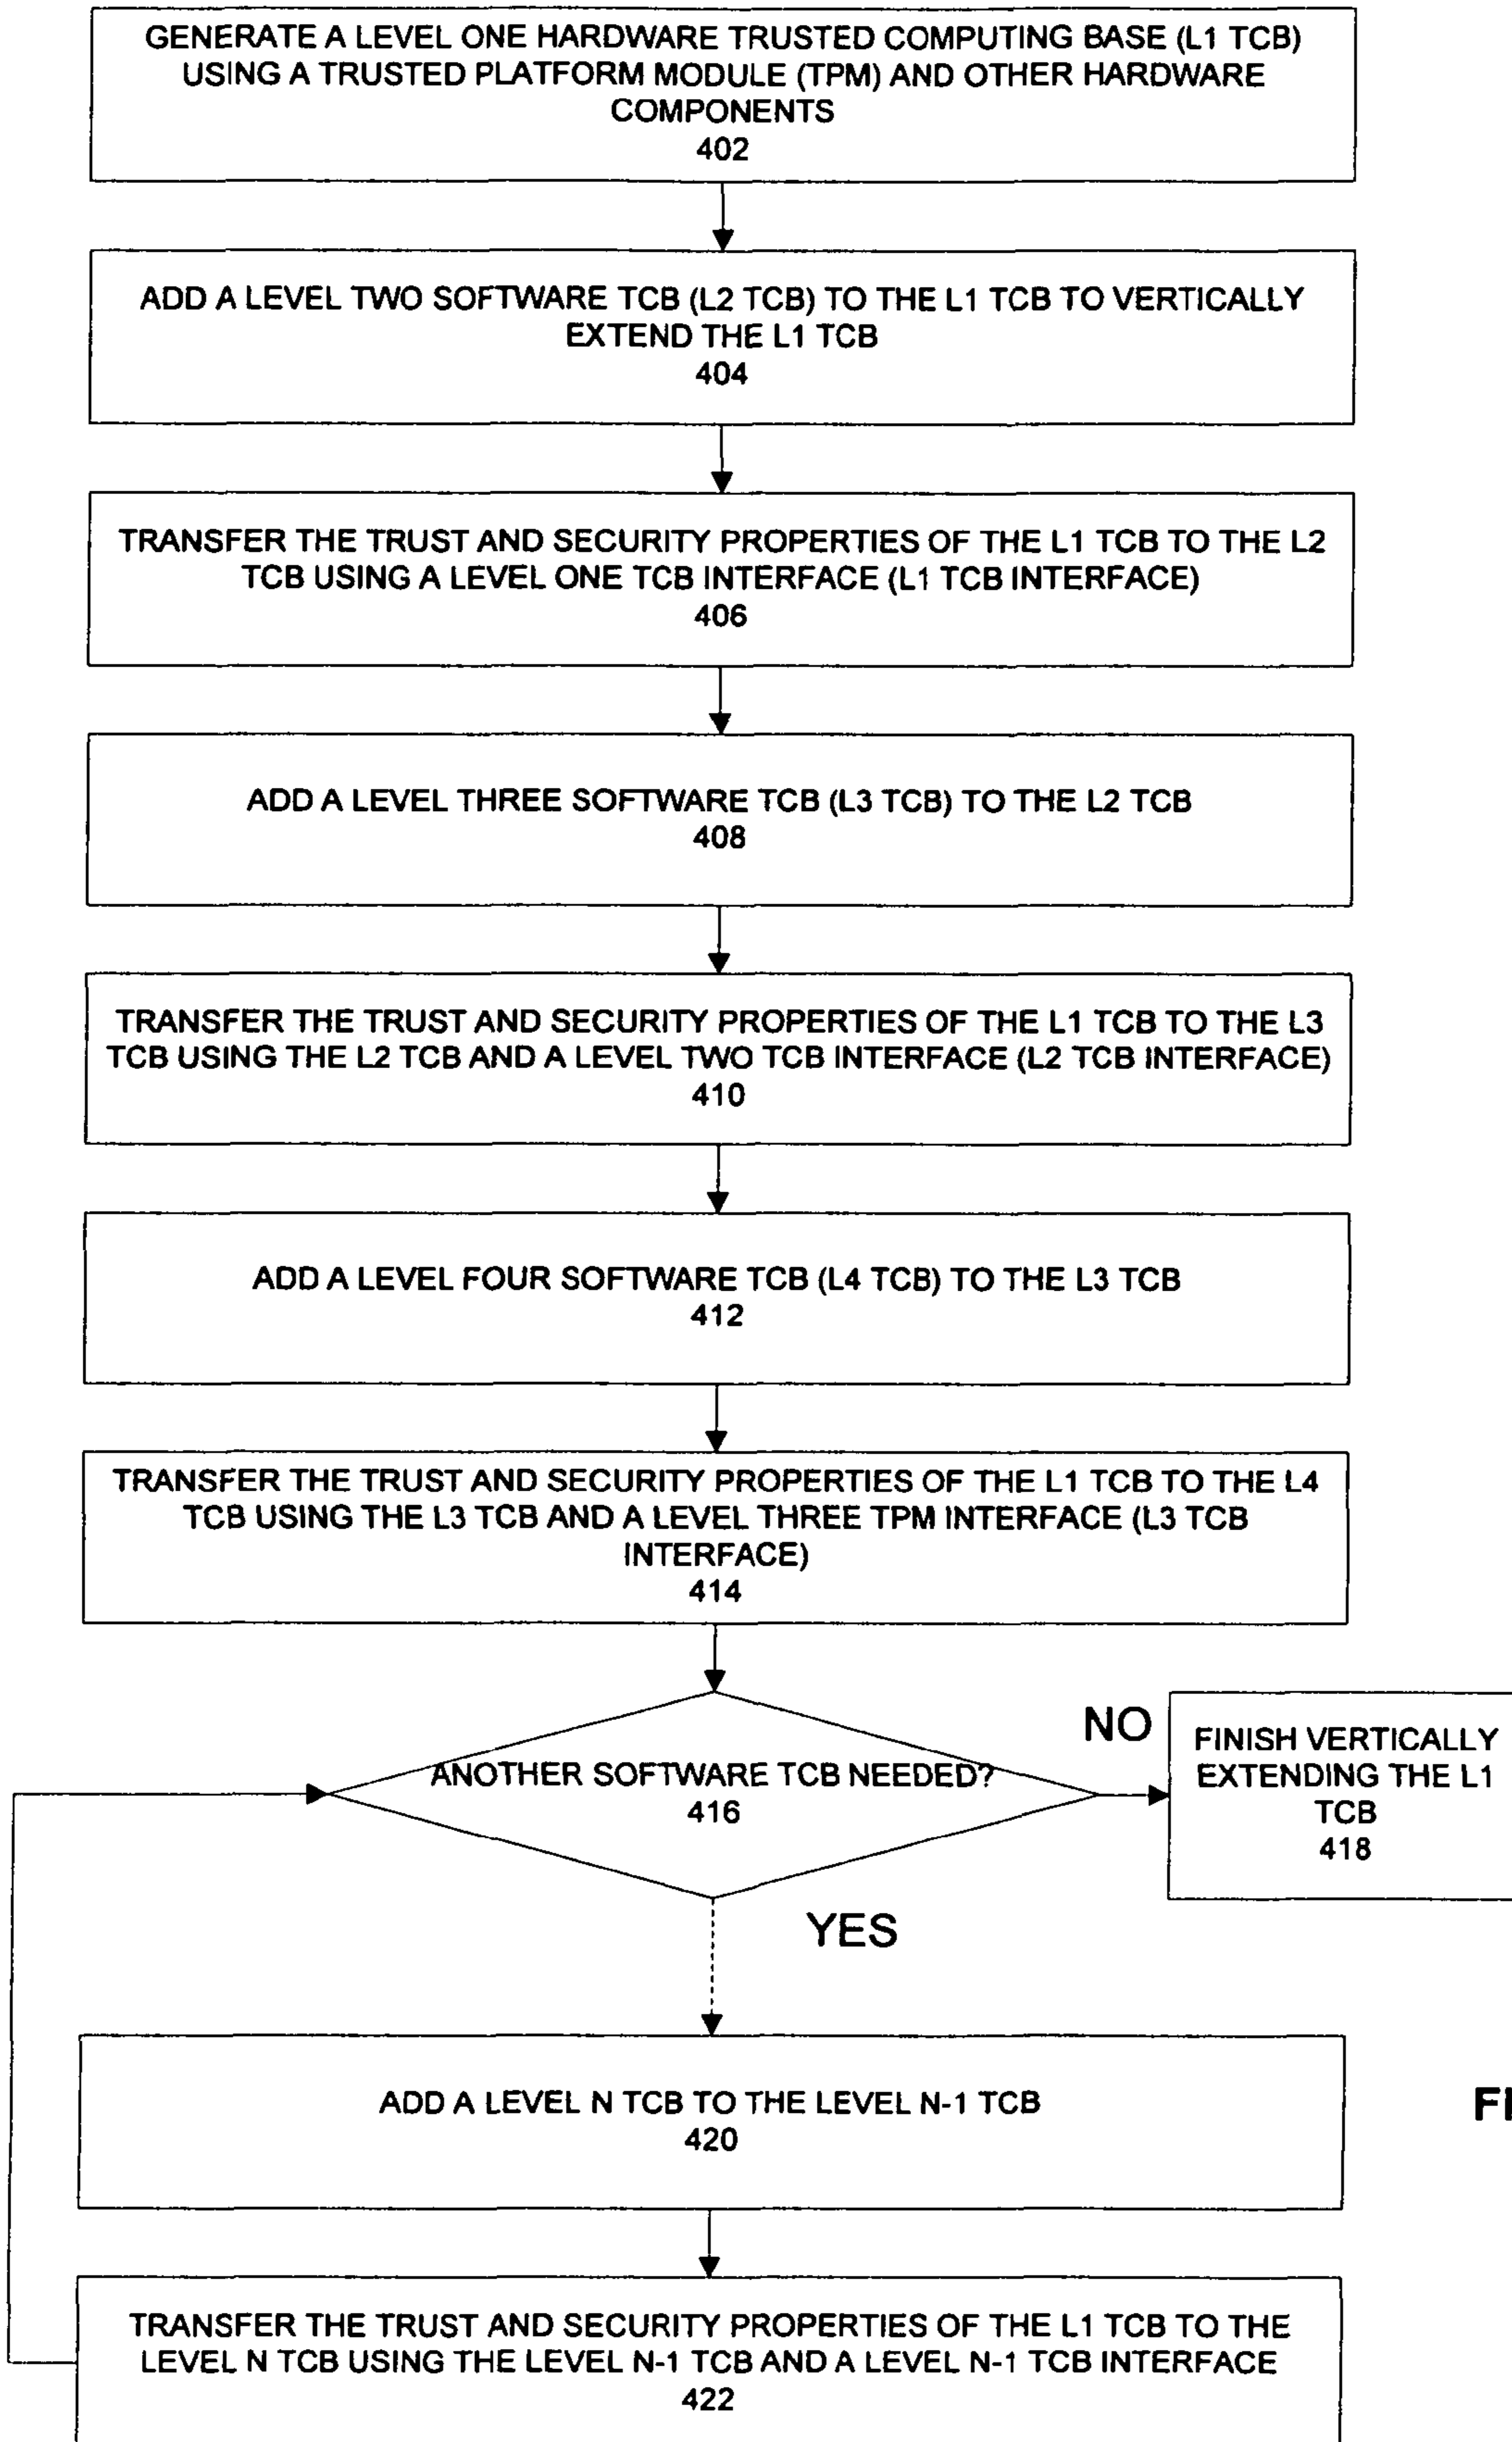 GENERATE A LEVEL ONE HARDWARE TRUSTED COMPUTING BASE (L1 TCB)
USING A TRUSTED PLATFORM MODULE (TPM) AND OTHER HARDWARE
COMPONENTS
402
ADD A LEVEL TWO SOFTWARE TCB (L2 TCB) TO THE L1 TCB TO VERTICALLY
EXTEND THE L1 TCB
404
TRANSFER THE TRUST AND SECURITY PROPERTIES OF THE L1 TCB TO THE L2
TCB USING A LEVEL ONE TCB INTERFACE (L1 TCB INTERFACE)
406
ADD A LEVEL THREE SOFTWARE TCB (L3 TCB) TO THE L2 TCB
408
TRANSFER THE TRUST AND SECURITY PROPERTIES OF THE L1 TCB TO THE L3
TCB USING THE L2 TCB AND A LEVEL TWO TCB INTERFACE (L2 TCB INTERFACE)
410
ADD A LEVEL FOUR SOFTWARE TCB (L4 TCB) TO THE L3 TCB
412
TRANSFER THE TRUST AND SECURITY PROPERTIES OF THE L1 TCB TO THE L4
TCB USING THE L3 TCB AND A LEVEL THREE TPM INTERFACE (L3 TCB
INTERFACE)
414
ANOTHER SOFTWARE TCB NEEDED?
416
NO
FINISH VERTICALLY
EXTENDING THE L1
TCB
418
YES
ADD A LEVEL N TCB TO THE LEVEL N-1 TCB
420
TRANSFER THE TRUST AND SECURITY PROPERTIES OF THE L1 TCB TO THE
LEVEL N TCB USING THE LEVEL N-1 TCB AND A LEVEL N-1 TCB INTERFACE
422